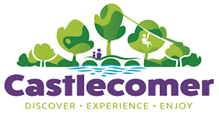 Castlecomer
DISCOVER • EXPERIENCE • ENJOY